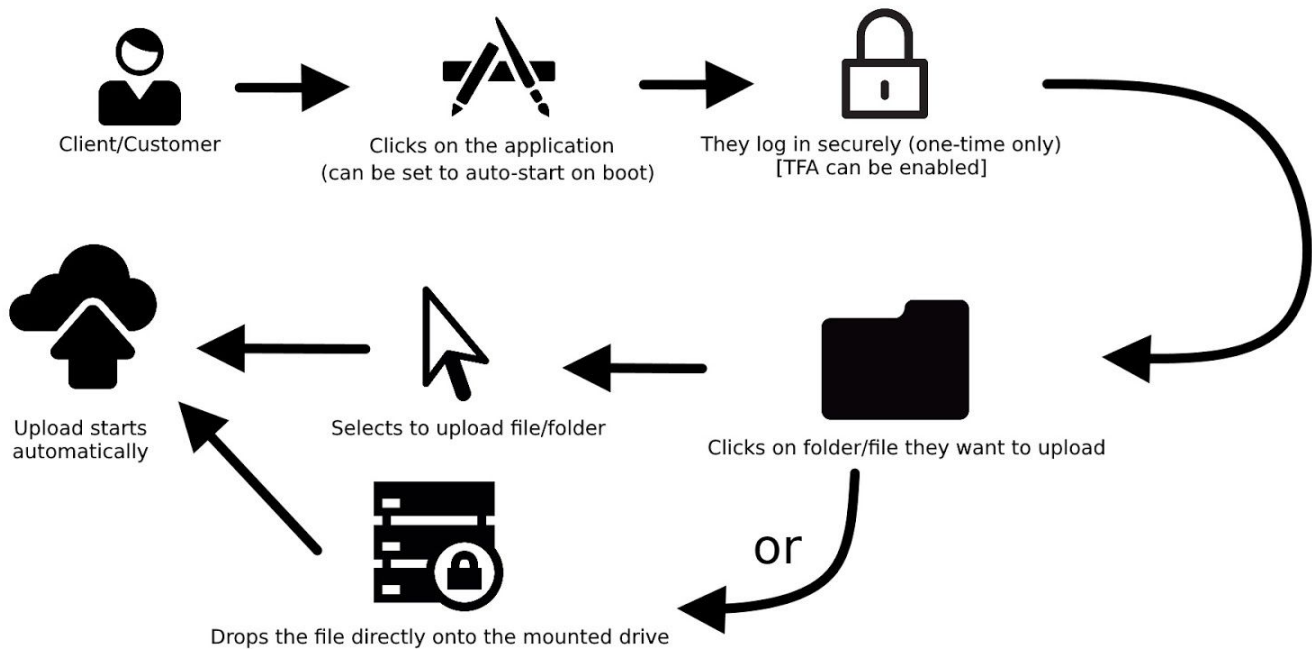 Client/Customer
Clicks on the application
(can be set to auto-start on boot)
They log in securely (one-time only)
[TFA can be enabled]
Clicks on folder/file they want to upload
Selects to upload file/folder
Upload starts
automatically
or
Drops the file directly onto the mounted drive